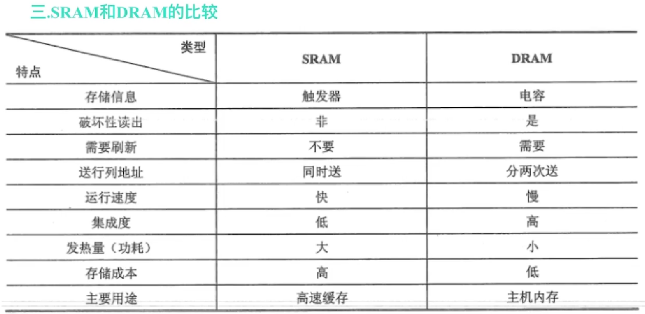 三.SRAM和DRAM的比较
类型
特点
SRAM DRAM
存储信息 触发器 电容
破坏性读出 非 是
需要刷新 不要 需要
送行列地址 同时送 分两次送
运行速度 快 慢
集成度 低 高
发热量（功耗） 大 小
存储成本 高 低
主要用途 高速缓存 主机内存